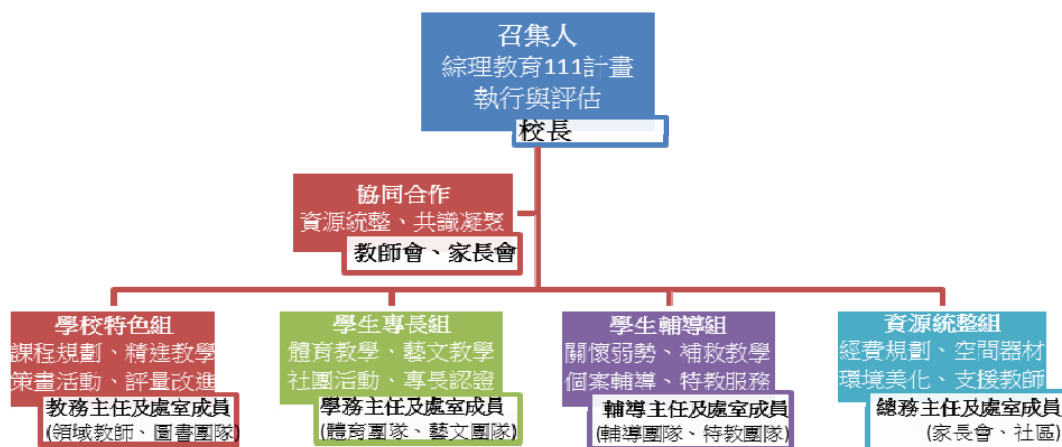 召集人
綜理教育111計畫
執行與評估
校長
協同合作
資源統整、共識凝聚
教師會、家長會
學校特色組
課程規劃、精進教學
策畫活動、評量改進
教務主任及處室成員
(領域教師、圖書團隊)
學生專長組
體育教學、藝文教學
社團活動、專長認證
學務主任及處室成員
(體育團隊、藝文團隊)
學生輔導組
關懷弱勢、補救教學
個案輔導、特教服務
輔導主任及處室成員
(輔導團隊、特教團隊)
資源統整組
經費規劃、空間器材
環境美化、支援教師
總務主任及處室成員
(家長會、社區)